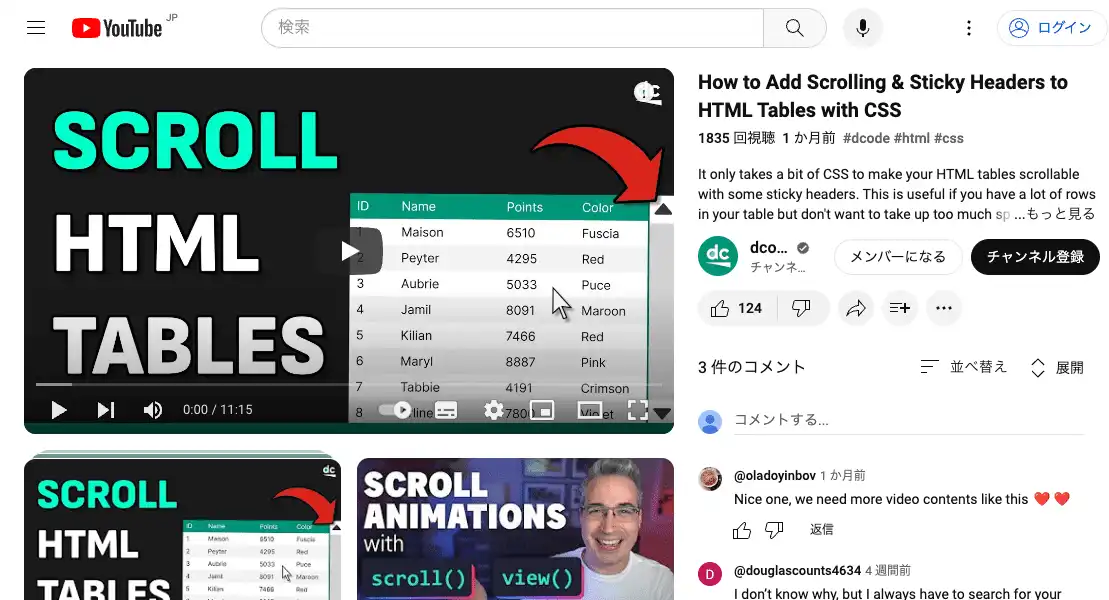 YouTube JP
検索
ログイン
SCROLL
HTML
TABLES
dc
ID Name Points Color
1 Maison 6510 Fuscia
2 Peyter 4295 Red
3 Aubrie 5033 Puce
4 Jamil 8091 Maroon
5 Kilian 7466 Red
6 Maryl 8887 Pink
7 Tabbie 4191 Crimson
8 7800 Violet
0:00 / 11:15
How to Add Scrolling & Sticky Headers to
HTML Tables with CSS
1835 回視聴 1 か月前 #dcode #html #css
It only takes a bit of CSS to make your HTML tables scrollable
with some sticky headers. This is useful if you have a lot of rows
in your table but don't want to take up too much sp ...もっと見る
dc
dco...
チャンネ...
メンバーになる
チャンネル登録
124
3 件のコメント
並べ替え
展開
コメントする...
@oladoyinbov 1 か月前
Nice one, we need more video contents like this ❤️ ❤️
返信
D
@douglascounts4634 4 週間前
I don't know why, but I always have to search for your
dc
SCROLL
HTML
TABLES
ID Name Points Color
1 Maison 6510 Fuscia
2 Peyter 4295 Red
3 Aubrie 5033 Puce
4 Jamil 8091 Maroon
5 Kilian 7466 Red
SCROLL
ANIMATIONS
with
scroll() view()